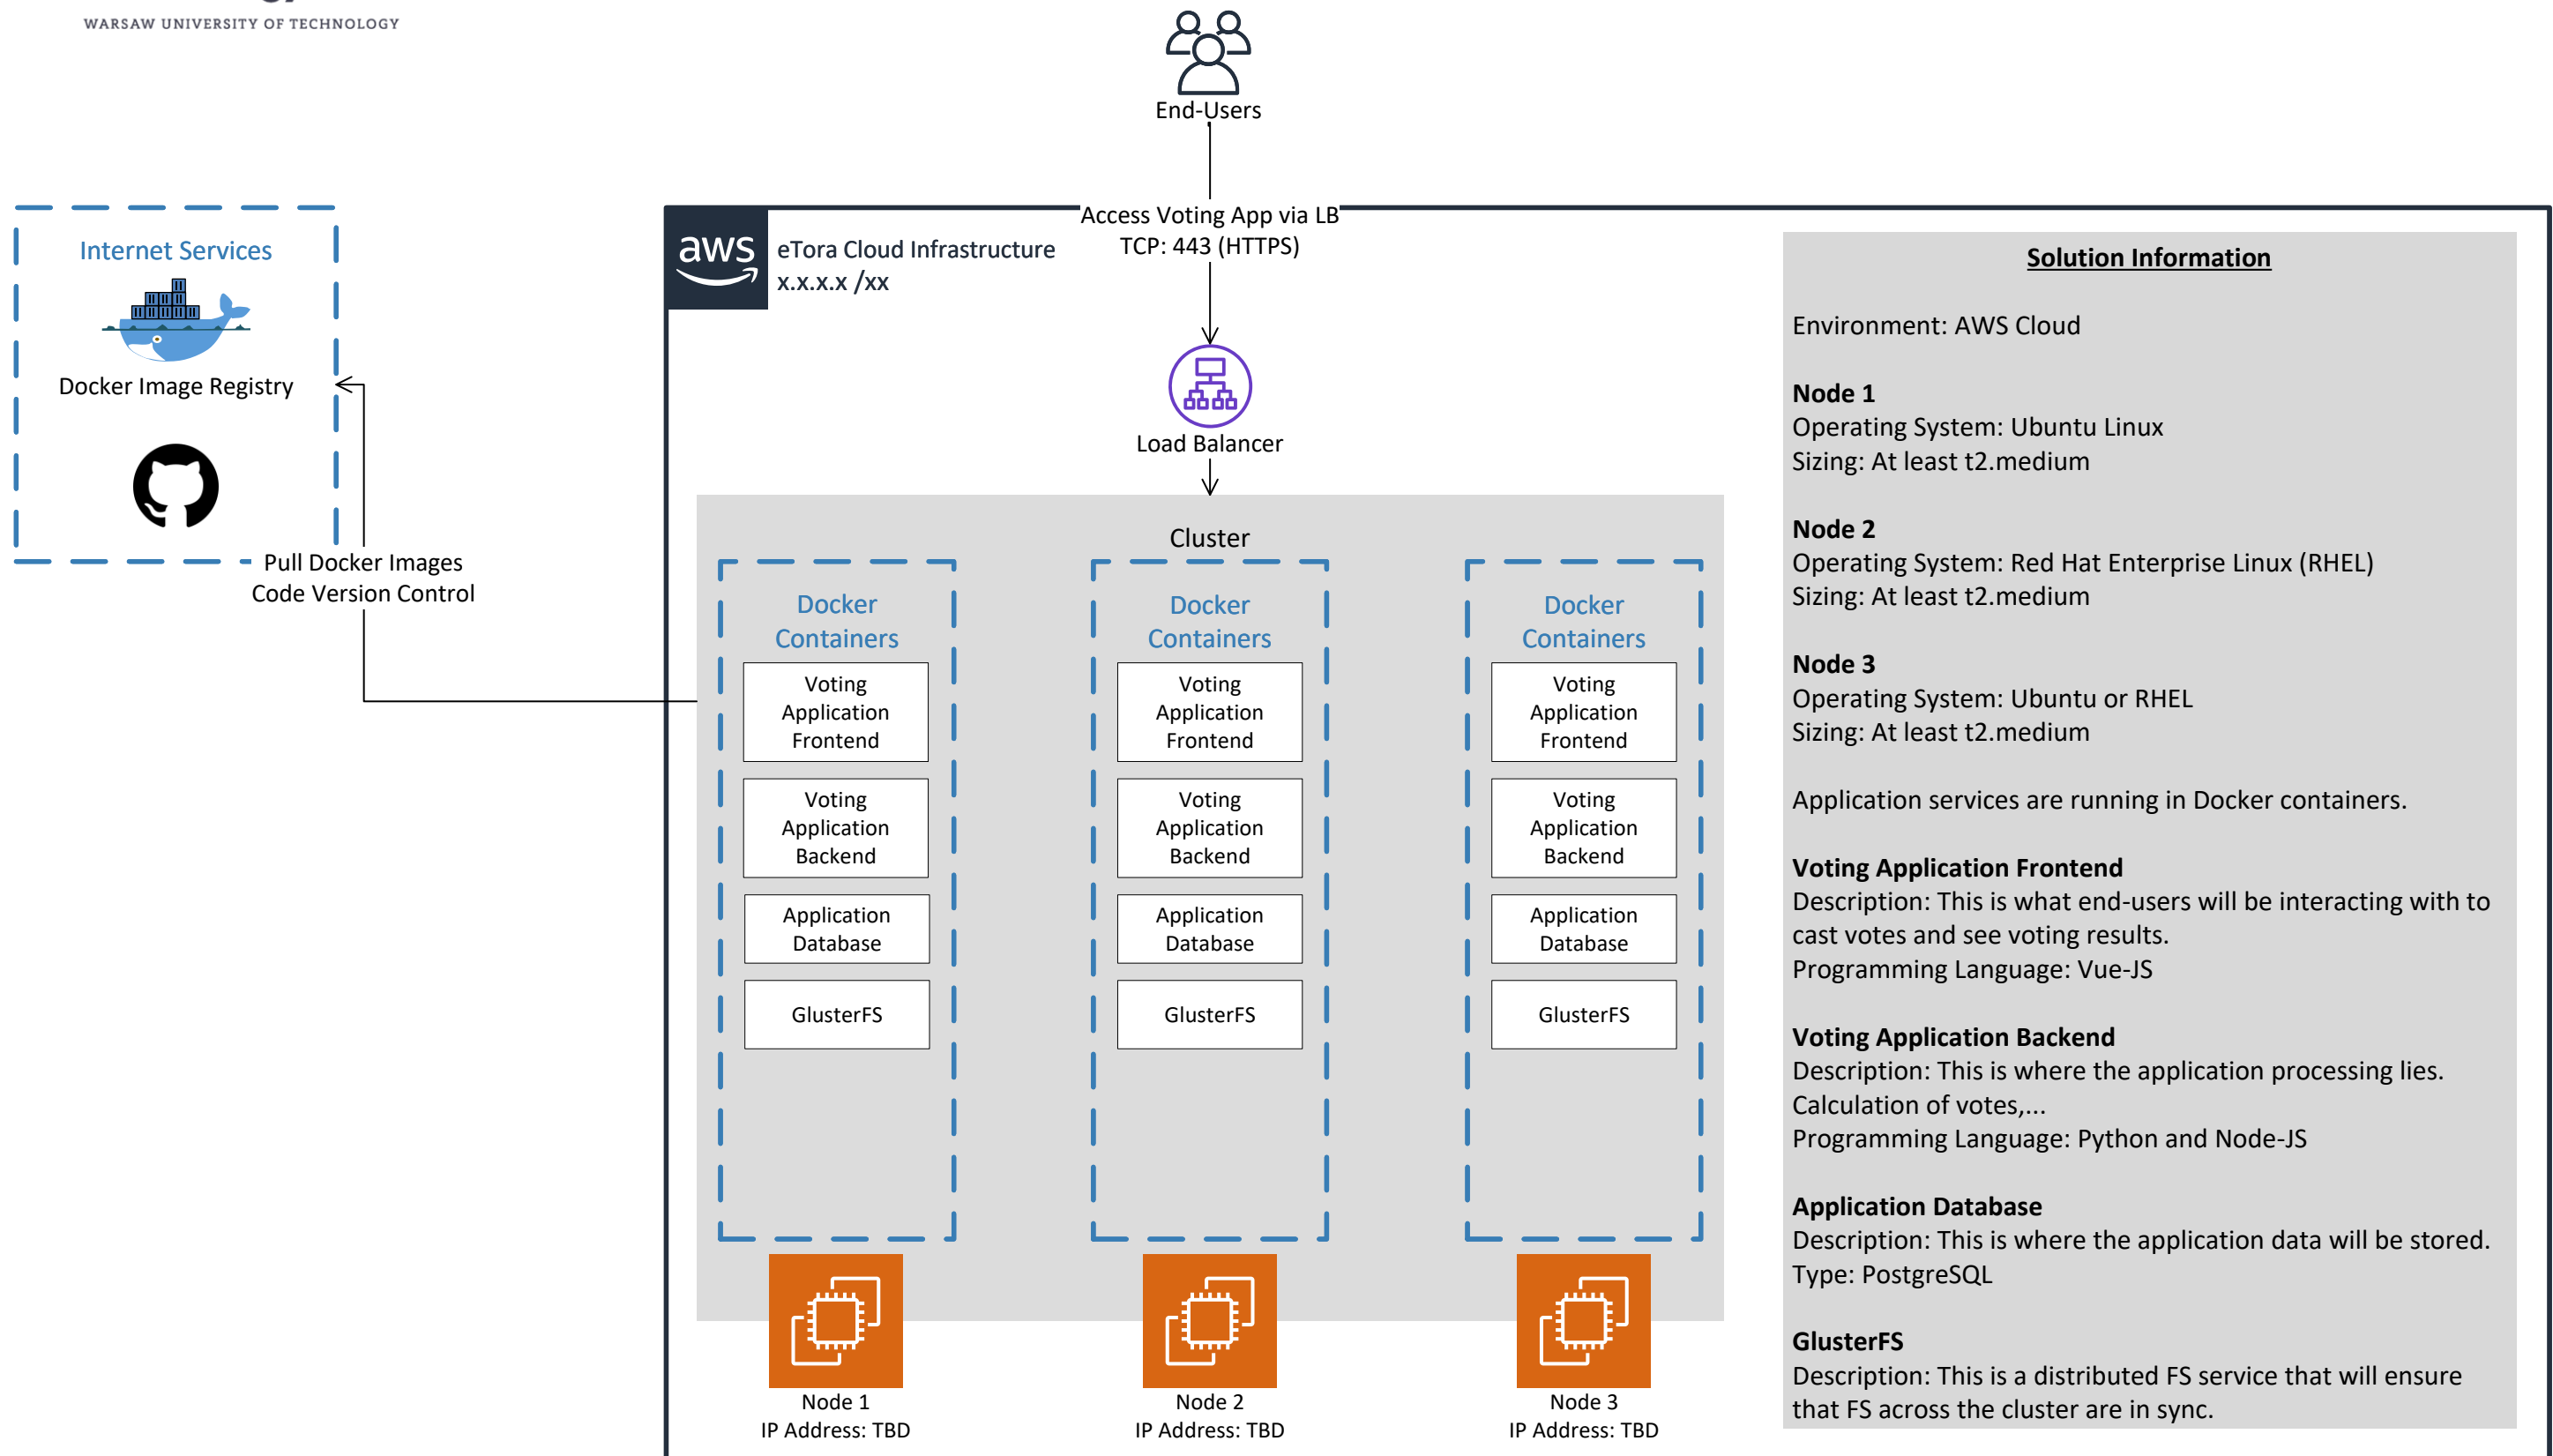 WARSAW UNIVERSITY OF TECHNOLOGY
End-Users
Access Voting App via LB
TCP: 443 (HTTPS)
Internet Services
Docker Image Registry
Pull Docker Images
Code Version Control
aws
eTora Cloud Infrastructure
x.x.x.x /xx
Load Balancer
Cluster
Docker
Containers
Voting
Application
Frontend
Voting
Application
Backend
Application
Database
GlusterFS
Node 1
IP Address: TBD
Docker
Containers
Voting
Application
Frontend
Voting
Application
Backend
Application
Database
GlusterFS
Node 2
IP Address: TBD
Docker
Containers
Voting
Application
Frontend
Voting
Application
Backend
Application
Database
GlusterFS
Node 3
IP Address: TBD
Solution Information
Environment: AWS Cloud
Node 1
Operating System: Ubuntu Linux
Sizing: At least t2.medium
Node 2
Operating System: Red Hat Enterprise Linux (RHEL)
Sizing: At least t2.medium
Node 3
Operating System: Ubuntu or RHEL
Sizing: At least t2.medium
Application services are running in Docker containers.
Voting Application Frontend
Description: This is what end-users will be interacting with to
cast votes and see voting results.
Programming Language: Vue-JS
Voting Application Backend
Description: This is where the application processing lies.
Calculation of votes,...
Programming Language: Python and Node-JS
Application Database
Description: This is where the application data will be stored.
Type: PostgreSQL
GlusterFS
Description: This is a distributed FS service that will ensure
that FS across the cluster are in sync.